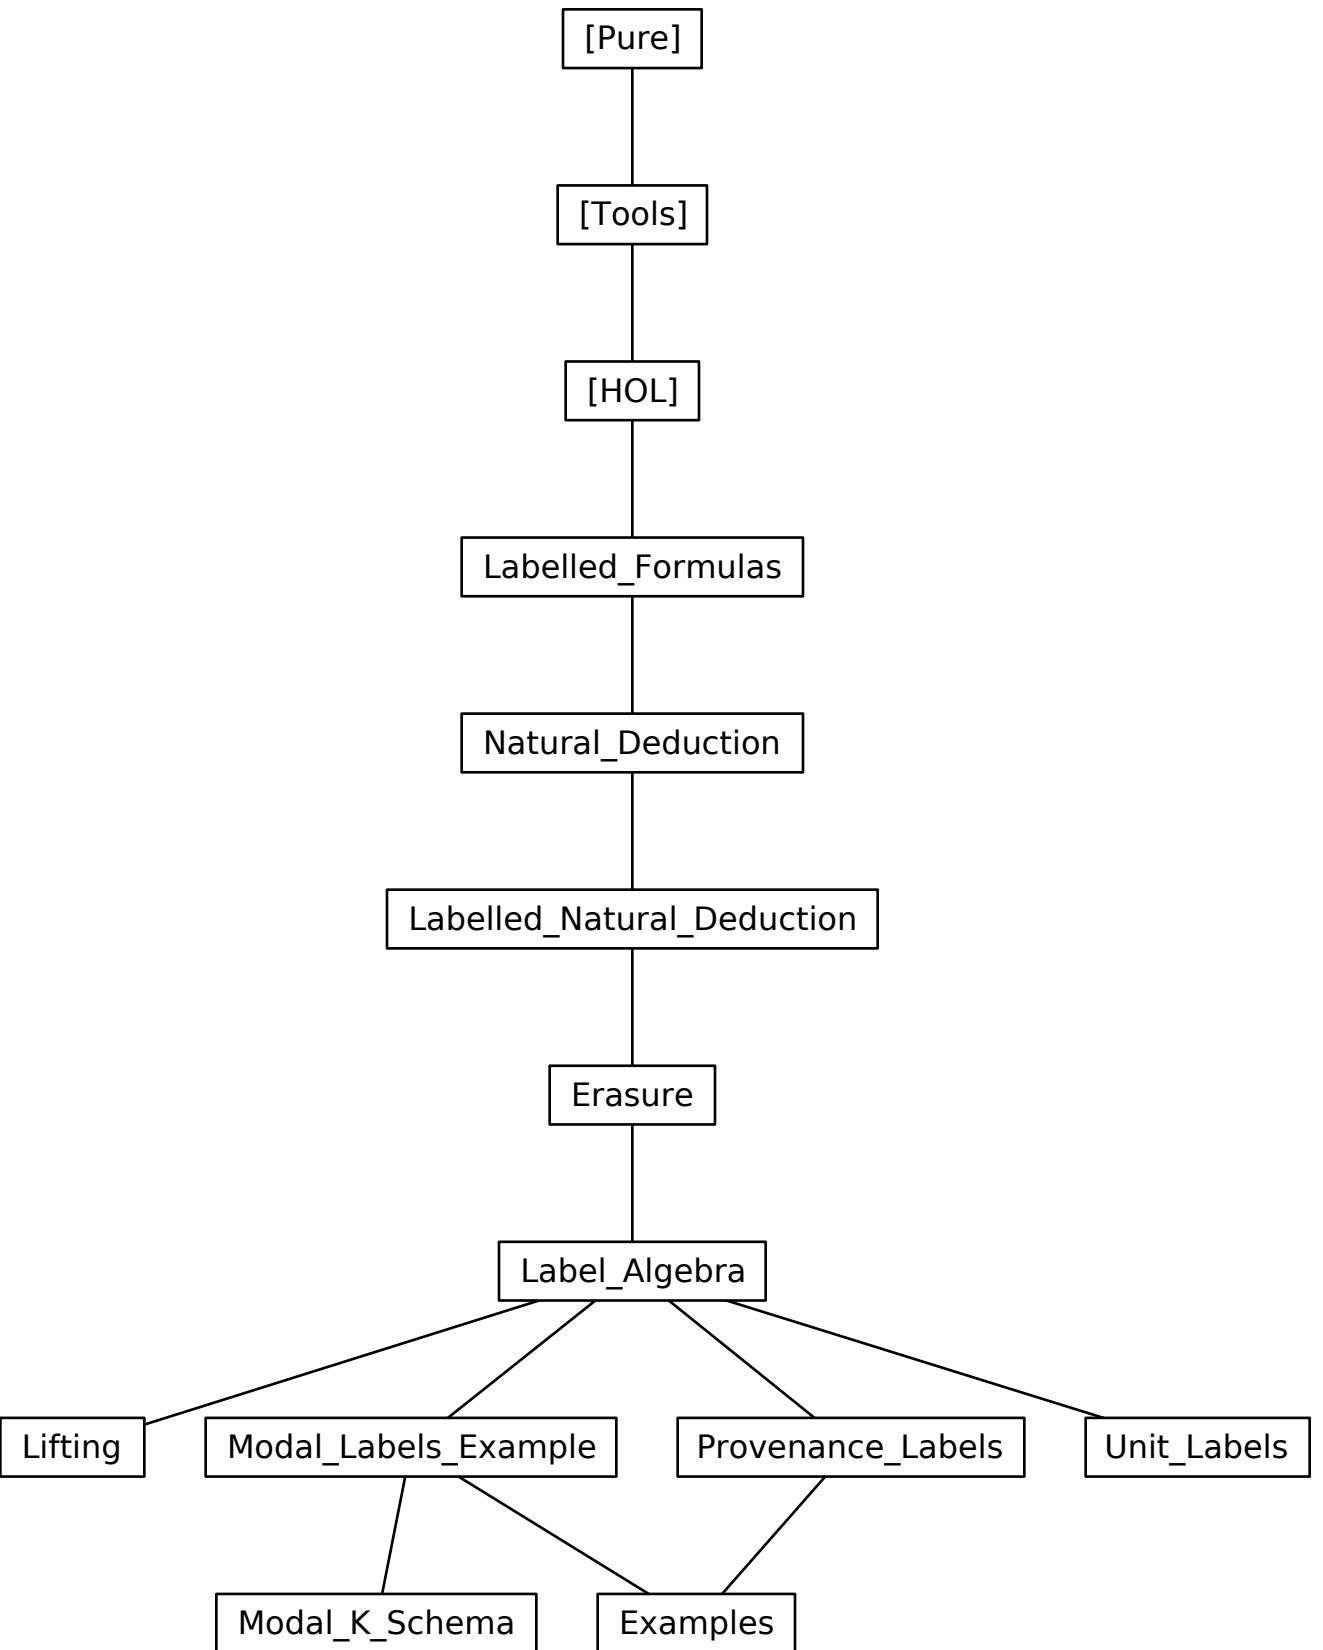 [Pure]
[Tools]
[HOL]
Labelled_Formulas
Natural_Deduction
Labelled_Natural_Deduction
Erasure
Label_Algebra
Lifting
Modal_Labels_Example
Provenance_Labels
Unit_Labels
Modal_K_Schema
Examples